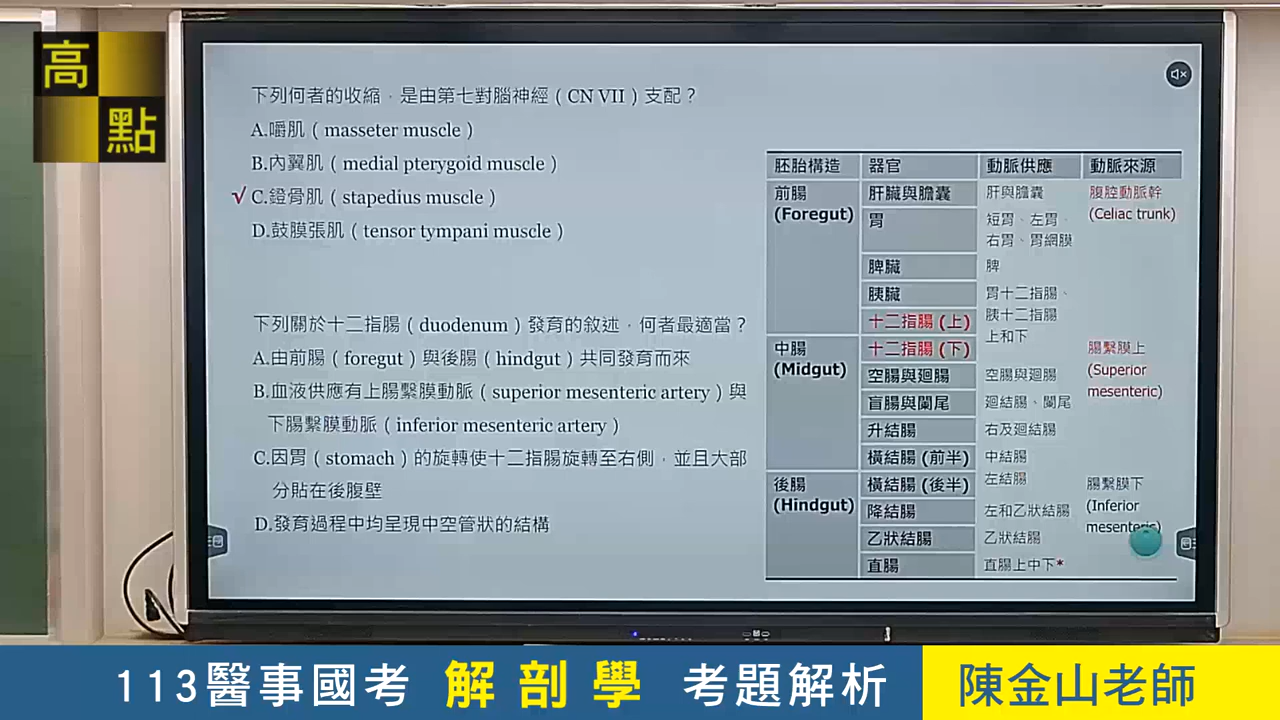 高
點
下列何者的收縮，是由第七對腦神經（CN VII）支配？
A.嚼肌（masseter muscle）
B.內翼肌（medial pterygoid muscle）
√ C.鐙骨肌（stapedius muscle）
D.鼓膜張肌（tensor tympani muscle）
下列關於十二指腸（duodenum）發育的敘述，何者最適當？
A.由前腸（foregut）與後腸（hindgut）共同發育而來
B.血液供應有上腸繫膜動脈（superior mesenteric artery）與
下腸繫膜動脈（inferior mesenteric artery）
C.因胃（stomach）的旋轉使十二指腸旋轉至右側，並且大部
分貼在後腹壁
D.發育過程中均呈現中空管狀的結構
胚胎構造 器官 動脈供應 動脈來源
前腸 肝臟與膽囊 肝與膽囊 腹腔動脈幹
(Foregut) 胃 短胃、左胃、 (Celiac trunk)
右胃、胃網膜
脾臟 脾
胰臟 胃十二指腸、
十二指腸 (上) 胰十二指腸
上和下
中腸 十二指腸 (下) 腸繫膜上
(Midgut) 空腸與迴腸 空腸與迴腸 (Superior
mesenteric)
盲腸與闌尾 迴結腸、闌尾
升結腸 右及迴結腸
橫結腸 (前半) 中結腸
後腸 橫結腸 (後半) 左結腸 腸繫膜下
(Hindgut) 降結腸 左和乙狀結腸 (Inferior
mesenteric)
乙狀結腸 乙狀結腸
直腸 直腸上中下*
113醫事國考 解剖學 考題解析 陳金山老師